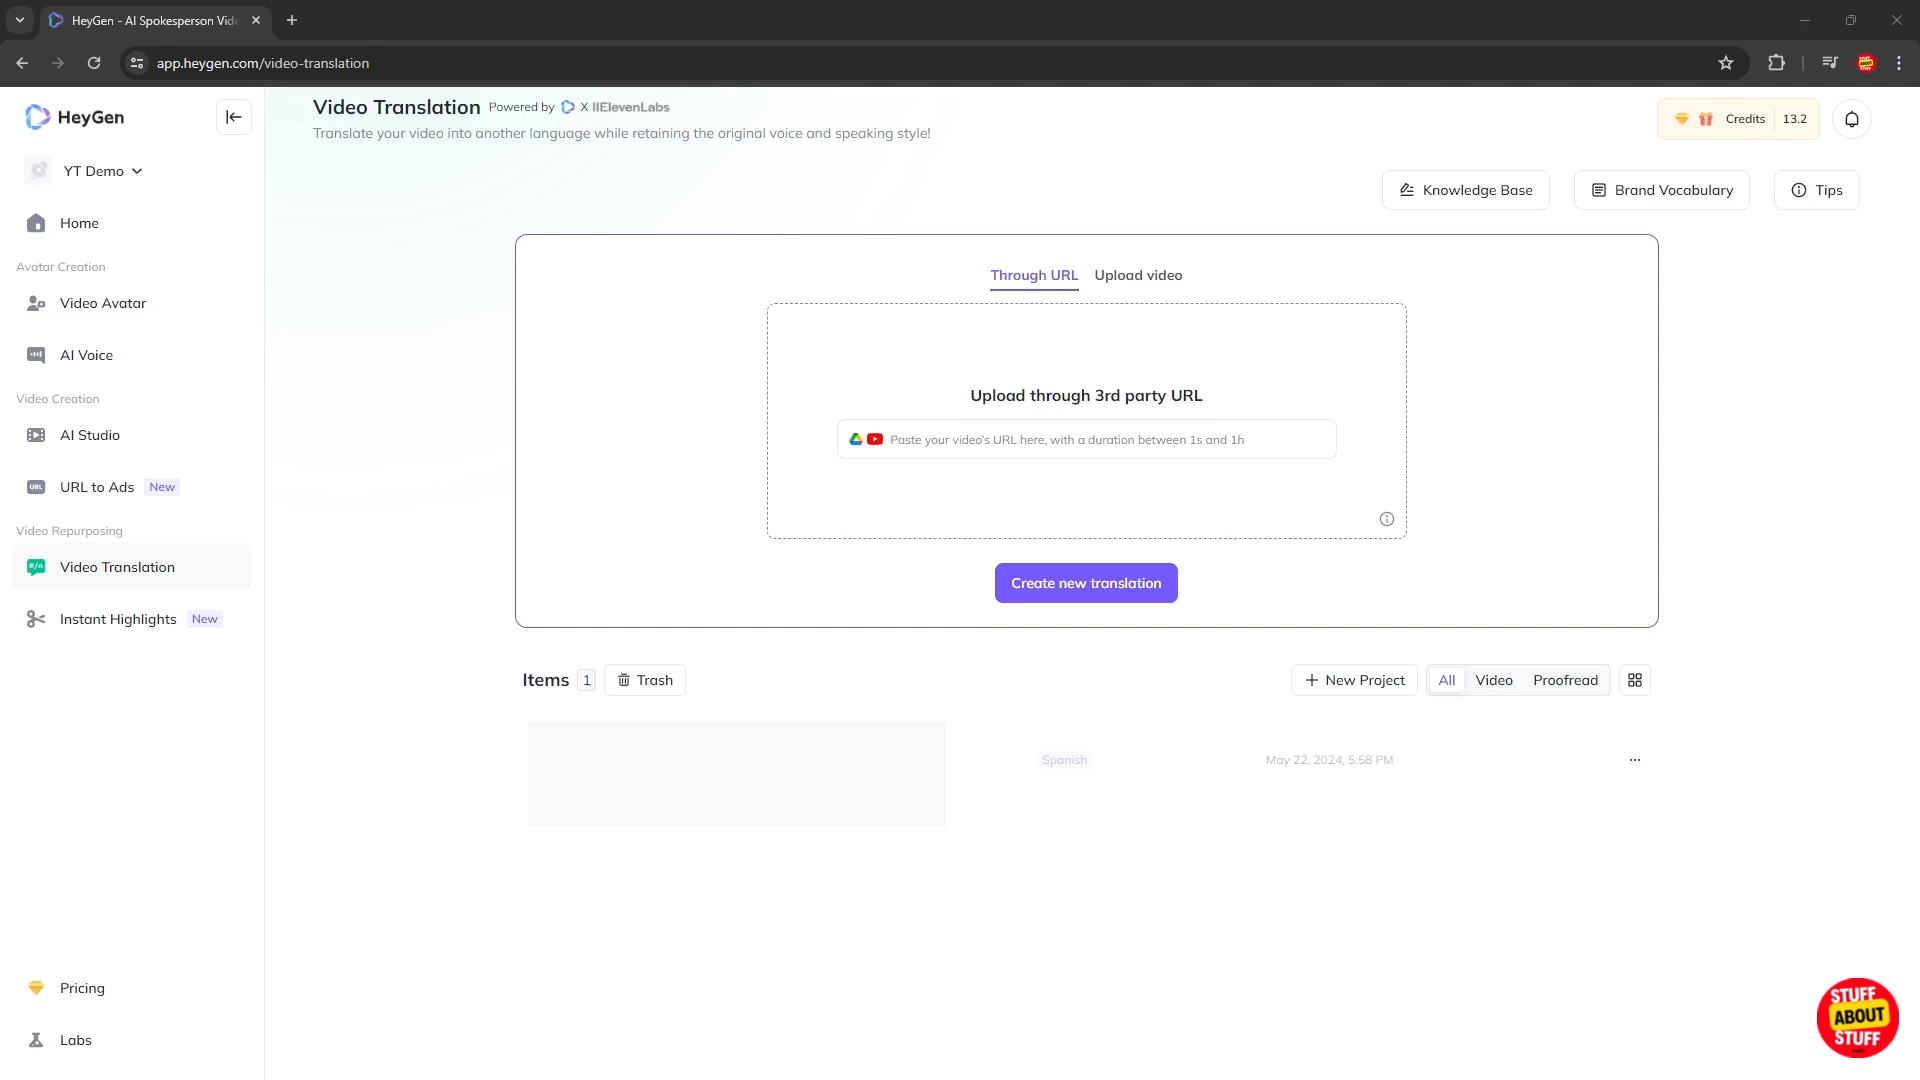 HeyGen - AI Spokesperson Vide
app.heygen.com/video-translation
HeyGen
YT Demo
Home
Avatar Creation
Video Avatar
AI Voice
Video Creation
AI Studio
URL
URL to Ads New
Video Repurposing
Video Translation
Instant Highlights New
Pricing
Labs
Video Translation Powered by X IIElevenLabs
Translate your video into another language while retaining the original voice and speaking style!
Credits 13.2
Knowledge Base
Brand Vocabulary
Tips
Through URL Upload video
Upload through 3rd party URL
Paste your video's URL here, with a duration between 1s and 1h
Create new translation
Items 1 Trash
New Project All Video Proofread
Spanish May 22, 2024, 5:58 PM ...
STUFF
ABOUT
STUFF